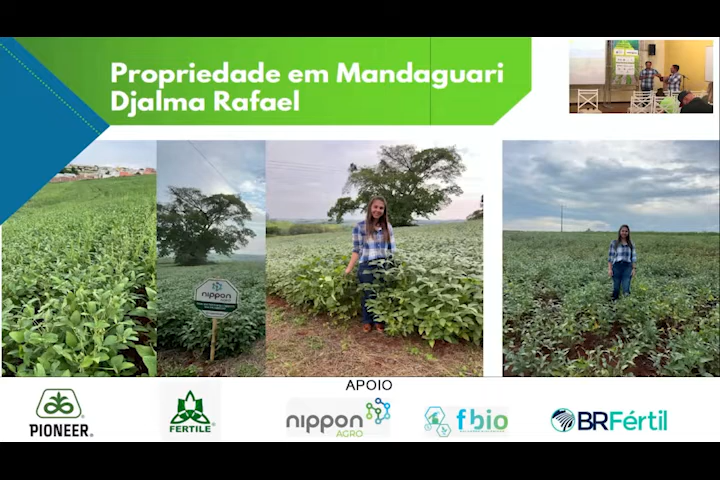 Propriedade em Mandaguari
Djalma Rafael
nippon
APOIO
PIONEER
FERTILE
nippon
AGRO
fbio
BRFértil